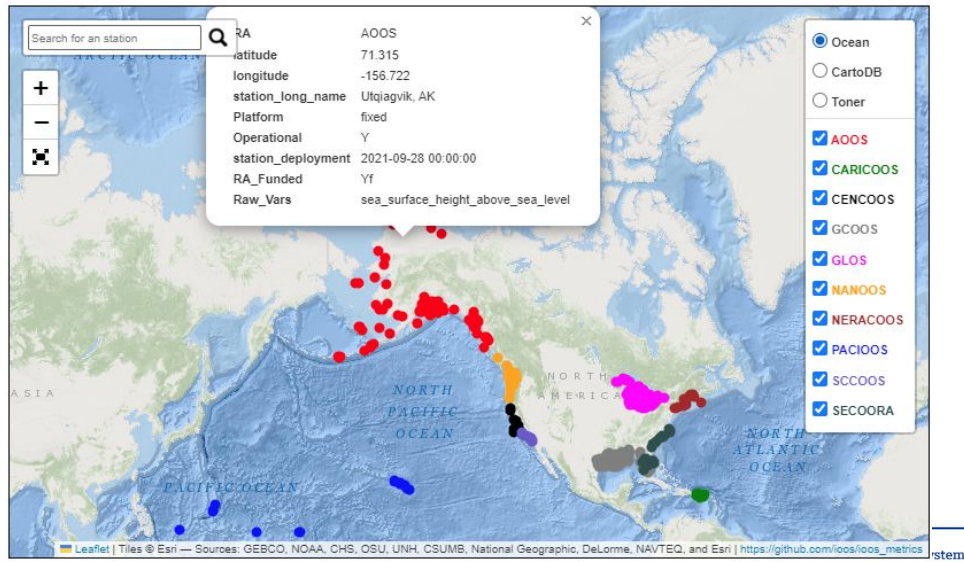 Search for an station
RA AOOS
latitude 71.315
longitude -156.722
station_long_name Utqiagvik, AK
Platform fixed
Operational Y
station_deployment 2021-09-28 00:00:00
RA_Funded Yf
Raw_Vars sea_surface_height_above_sea_level
×
+
−
Ocean
CartoDB
Toner
AOOS
CARICOOS
CENCOOS
GCOOS
GLOS
NANOOS
NERACOOS
PACIOOS
SCCOOS
SECOORA
ARCTIC OCEAN
ASIA
NORTH
PACIFIC
OCEAN
NORTH
AMERICA
NORTH
ATLANTIC
OCEAN
PACIFIC OCEAN
Leaflet | Tiles © Esri — Sources: GEBCO, NOAA, CHS, OSU, UNH, CSUMB, National Geographic, DeLorme, NAVTEQ, and Esri | https://github.com/ioos/ioos_metrics
stem